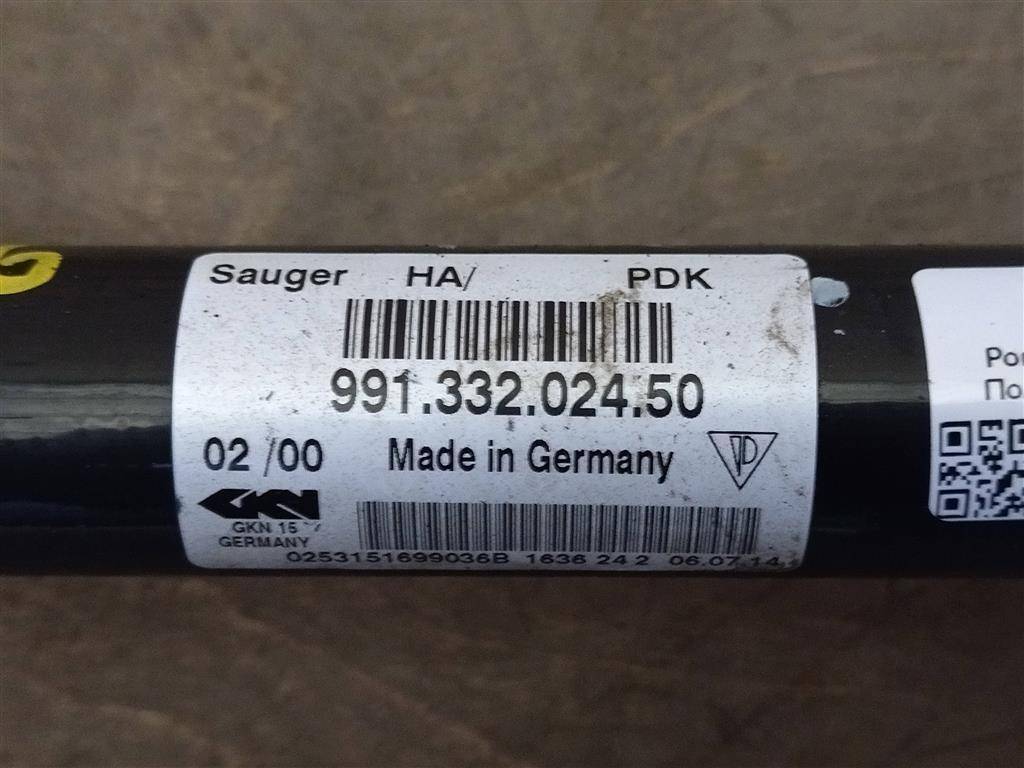 Sauger HA/ PDK
991.332.024.50
02 /00 Made in Germany
GKN
GKN 15
GERMANY
0253151699036B 1636 24 2 06.07.14